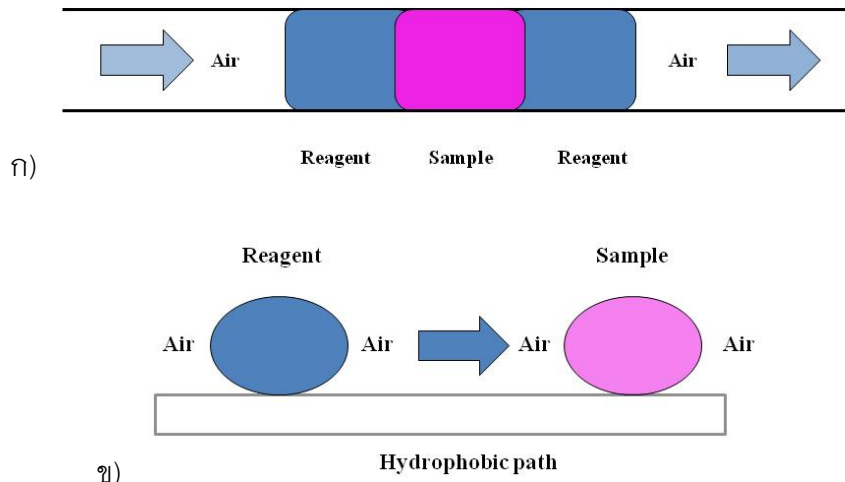 Air Air
Reagent Sample Reagent
ก)
Reagent Sample
Air Air Air Air
Hydrophobic path
ข)